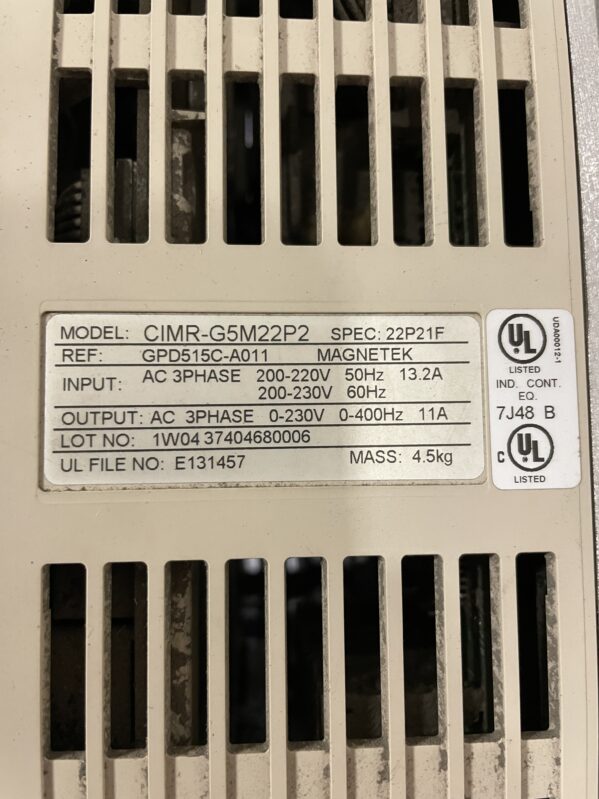 MODEL: CIMR-G5M22P2 SPEC: 22P21F
REF: GPD515C-A011 MAGNETEK
INPUT: AC 3PHASE 200-220V 50Hz 13.2A
200-230V 60Hz
OUTPUT: AC 3PHASE 0-230V 0-400Hz 11A
LOT NO: 1W04 37404680006
UL FILE NO: E131457 MASS: 4.5kg
UL
LISTED
IND. CONT.
EQ.
7J48 B
C UL
LISTED
UDA00012-1